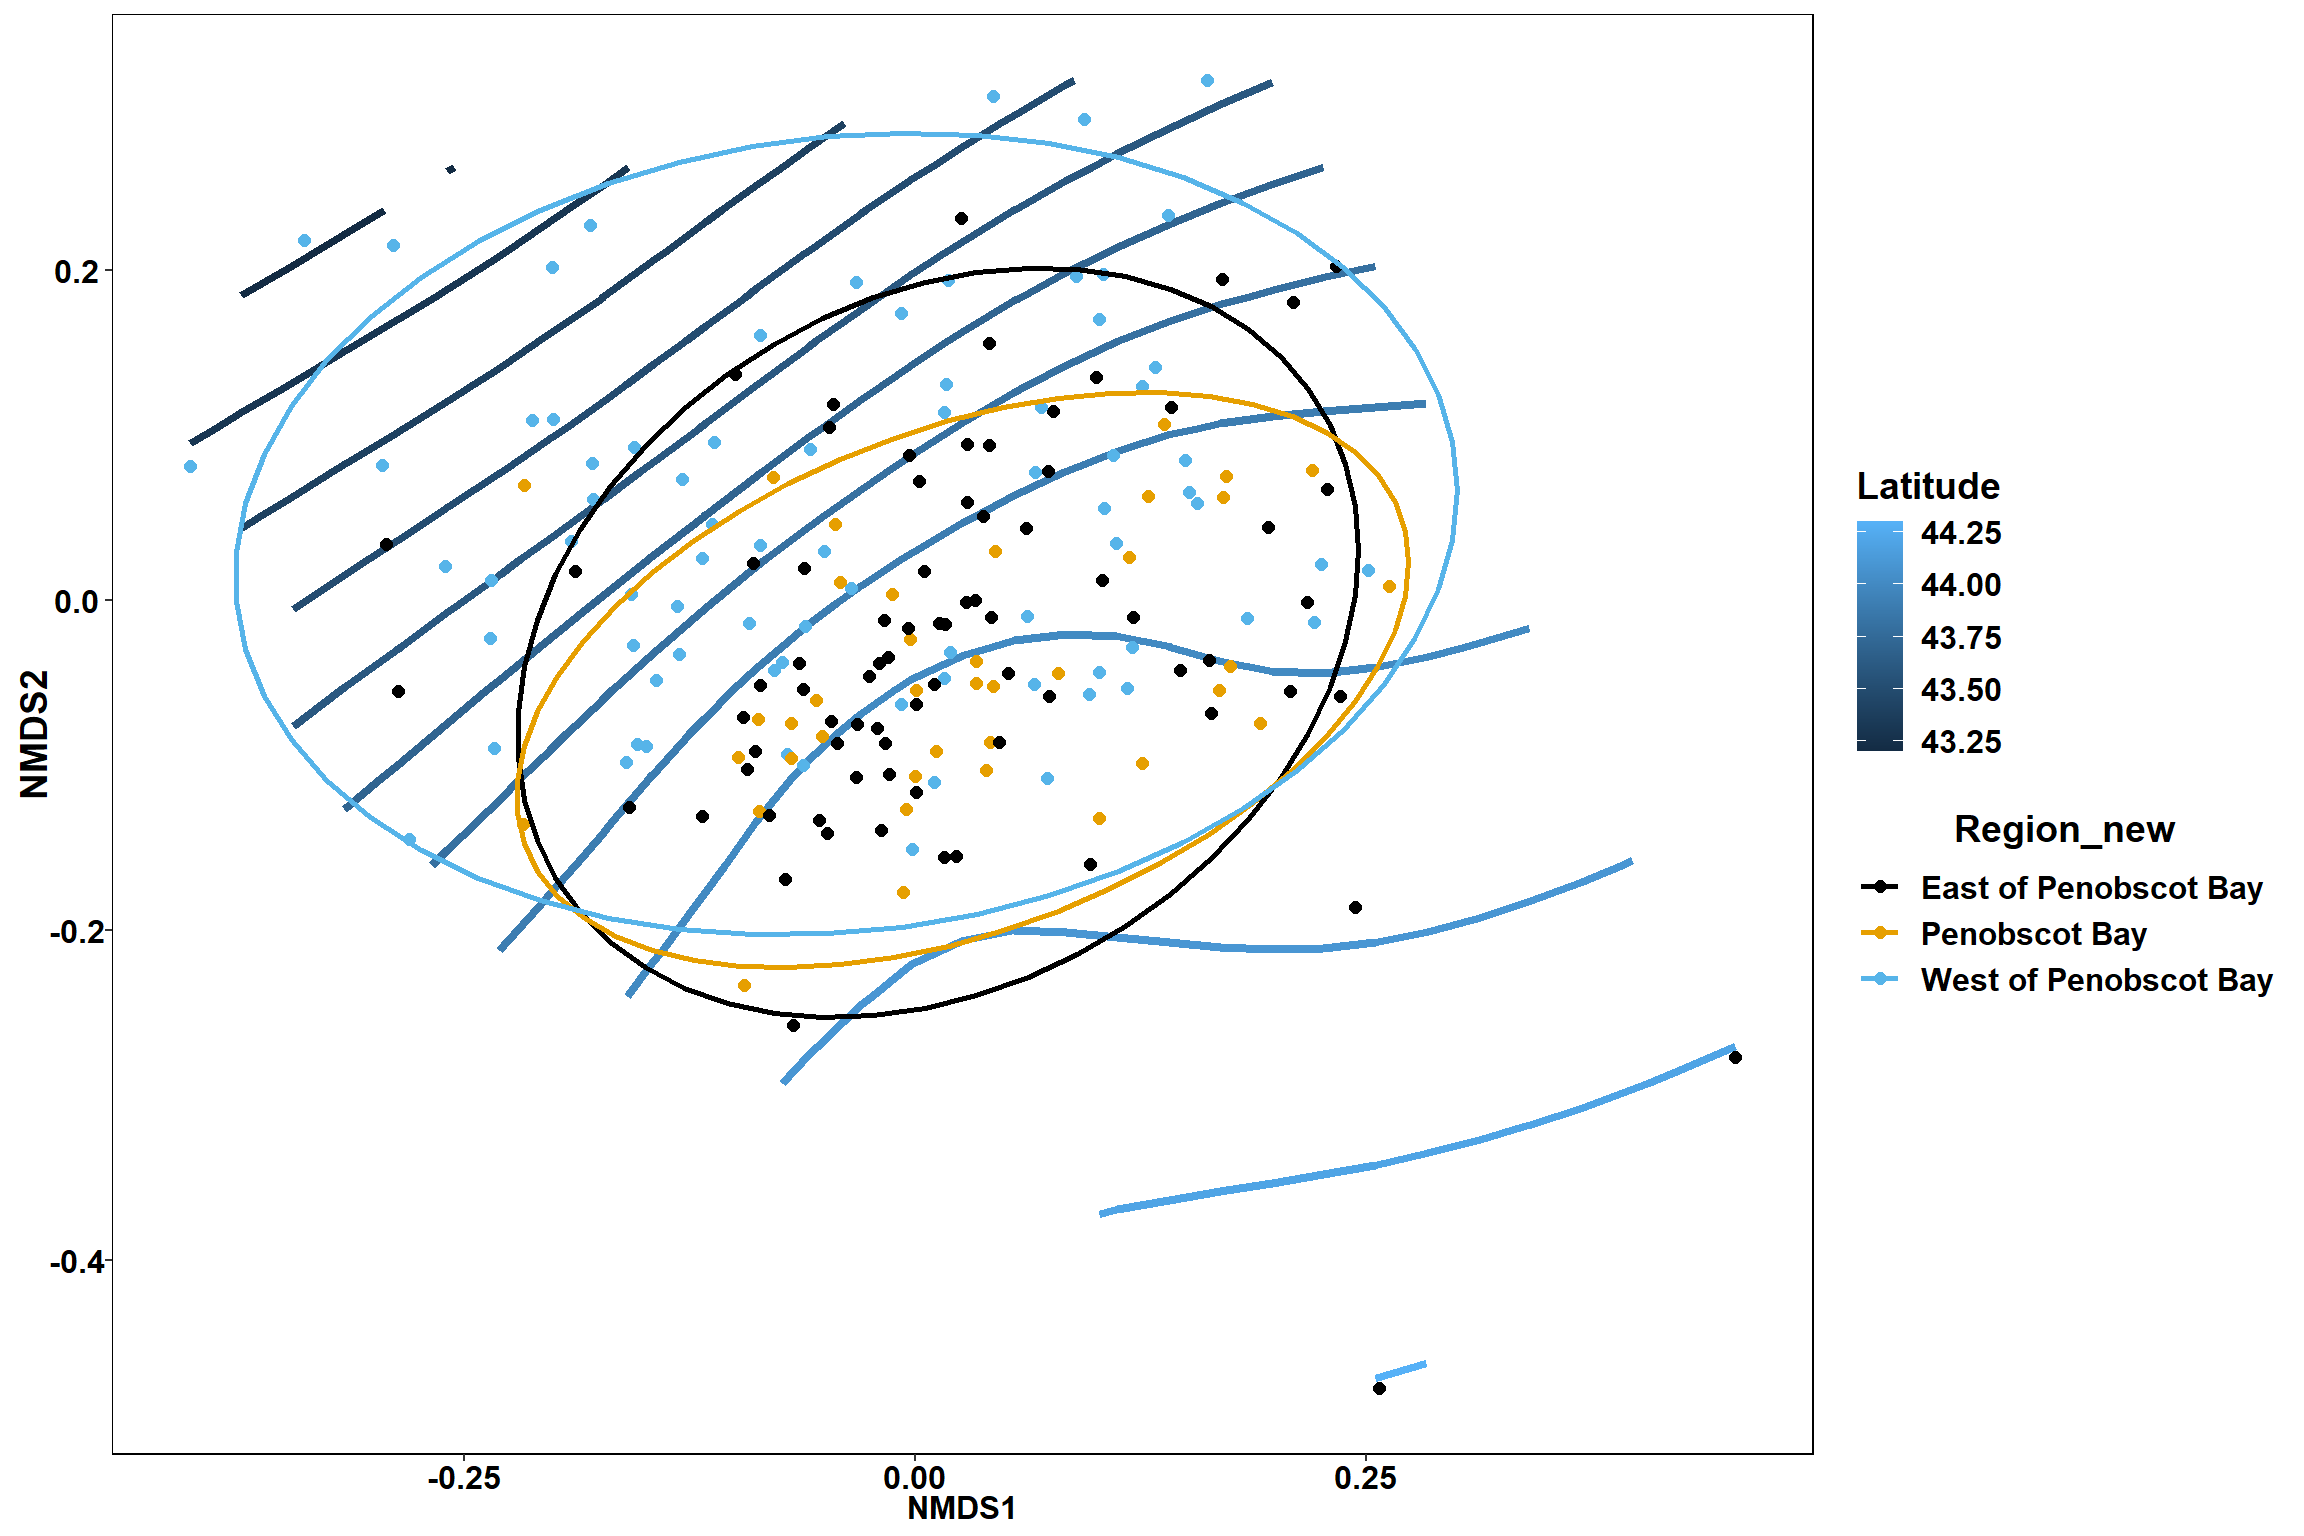 0.2
0.0
-0.2
-0.4
NMDS2
-0.25
0.00
0.25
NMDS1
Latitude
44.25
44.00
43.75
43.50
43.25
Region_new
East of Penobscot Bay
Penobscot Bay
West of Penobscot Bay